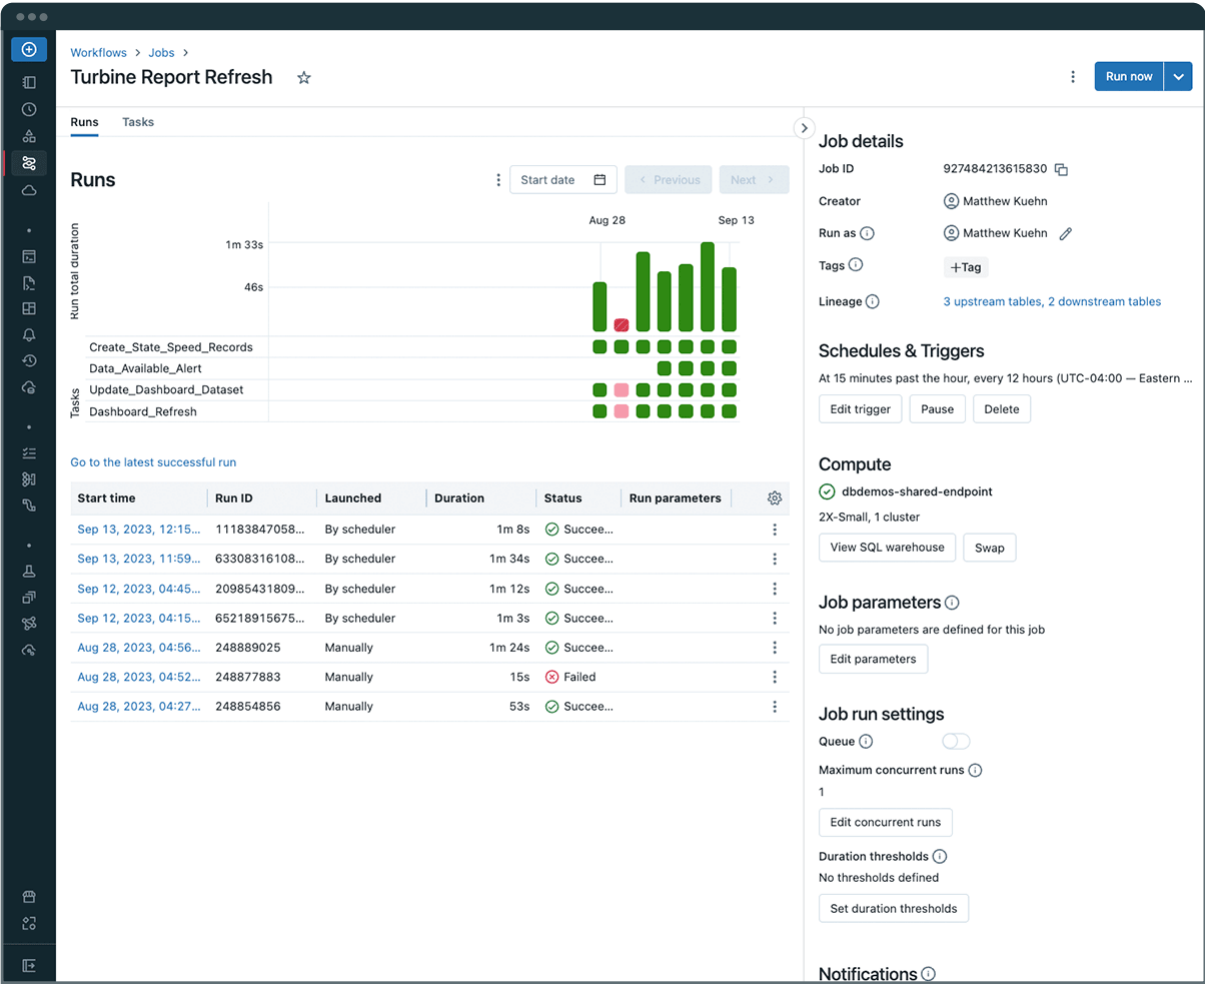 Workflows > Jobs >
Turbine Report Refresh
Run now
Runs Tasks
Runs
Start date
< Previous
Next >
Aug 28 Sep 13
Run total duration
1m 33s
46s
Tasks
Create_State_Speed_Records
Data_Available_Alert
Update_Dashboard_Dataset
Dashboard_Refresh
Go to the latest successful run
Start time Run ID Launched Duration Status Run parameters
Sep 13, 2023, 12:15... 11183847058... By scheduler 1m 8s Succee...
Sep 13, 2023, 11:59... 63308316108... By scheduler 1m 34s Succee...
Sep 12, 2023, 04:45... 20985431809... By scheduler 1m 12s Succee...
Sep 12, 2023, 04:15... 65218915675... By scheduler 1m 3s Succee...
Aug 28, 2023, 04:56... 248889025 Manually 1m 24s Succee...
Aug 28, 2023, 04:52... 248877883 Manually 15s Failed
Aug 28, 2023, 04:27... 248854856 Manually 53s Succee...
Job details
Job ID 927484213615830
Creator Matthew Kuehn
Run as Matthew Kuehn
Tags +Tag
Lineage 3 upstream tables, 2 downstream tables
Schedules & Triggers
At 15 minutes past the hour, every 12 hours (UTC-04:00 — Eastern ...
Edit trigger Pause Delete
Compute
dbdemos-shared-endpoint
2X-Small, 1 cluster
View SQL warehouse Swap
Job parameters
No job parameters are defined for this job
Edit parameters
Job run settings
Queue
Maximum concurrent runs
1
Edit concurrent runs
Duration thresholds
No thresholds defined
Set duration thresholds
Notifications